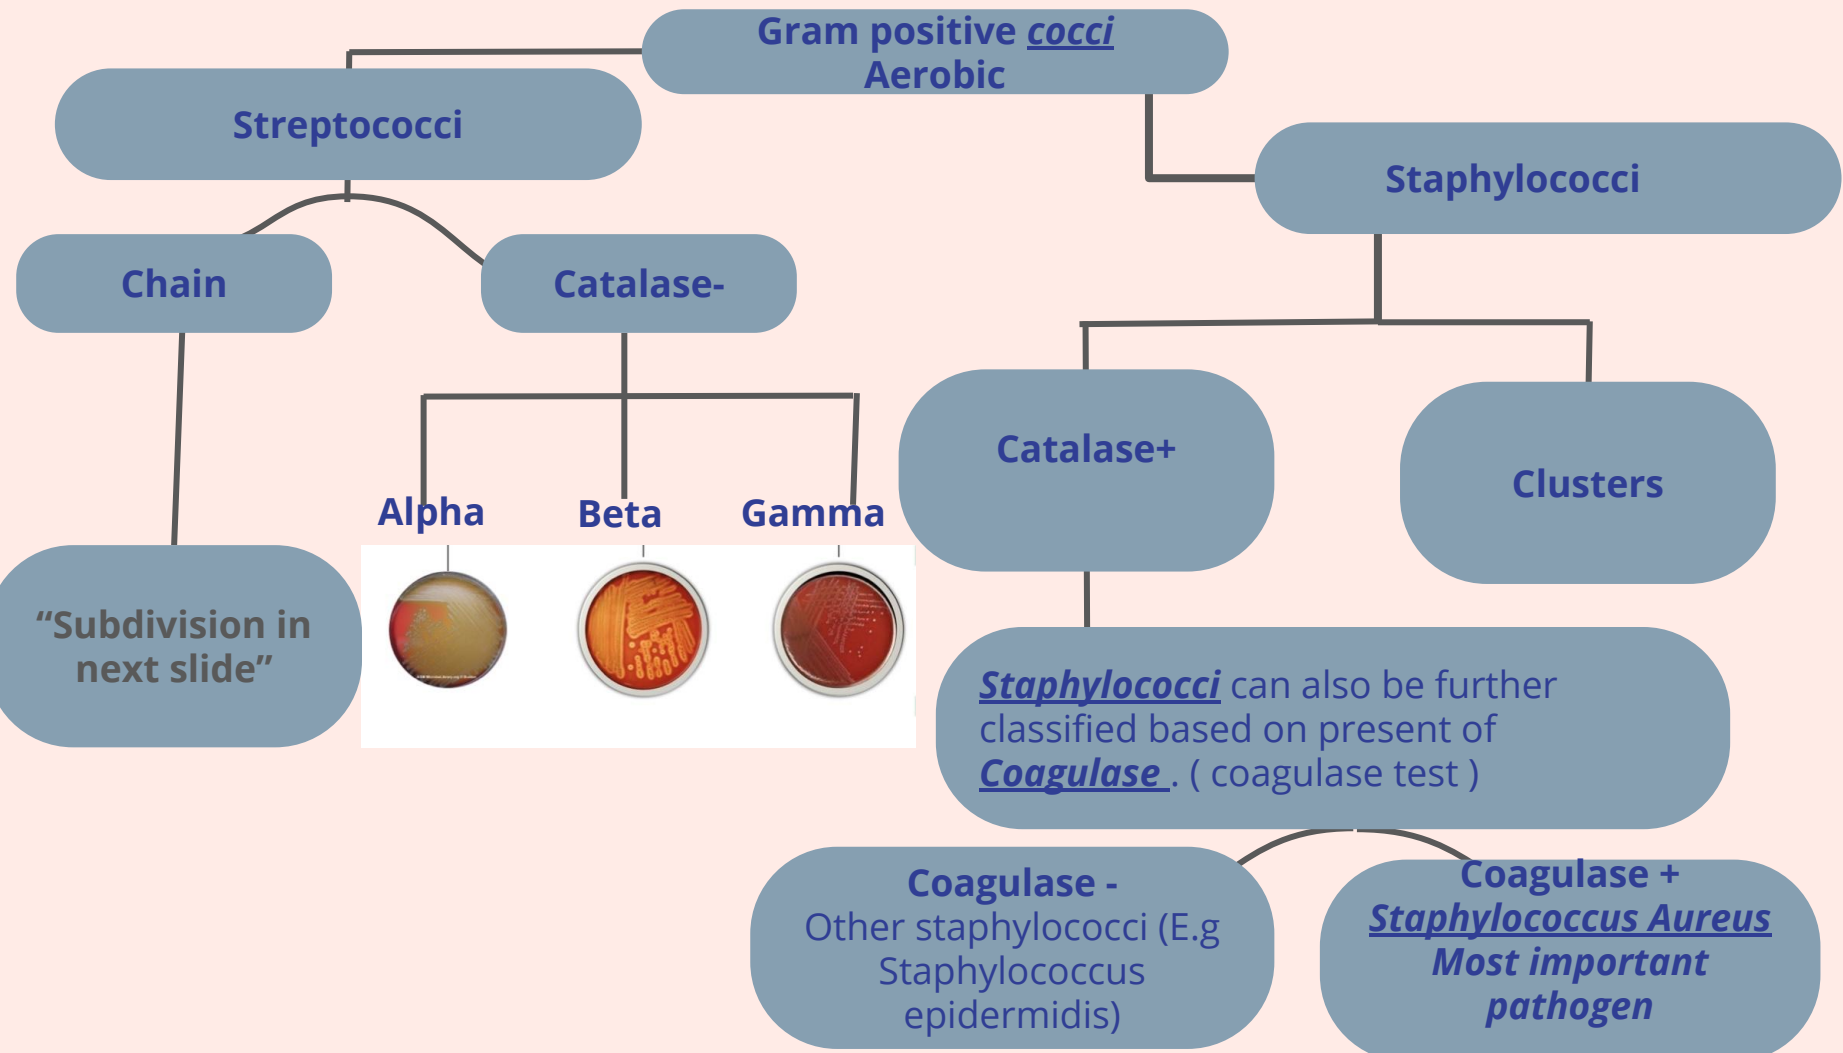 Gram positive cocci
Aerobic
Streptococci
Staphylococci
Chain
Catalase-
Catalase+
Clusters
Alpha
Beta
Gamma
“Subdivision in
next slide”
Staphylococci can also be further
classified based on present of
Coagulase . ( coagulase test )
Coagulase -
Other staphylococci (E.g
Staphylococcus
epidermidis)
Coagulase +
Staphylococcus Aureus
Most important
pathogen